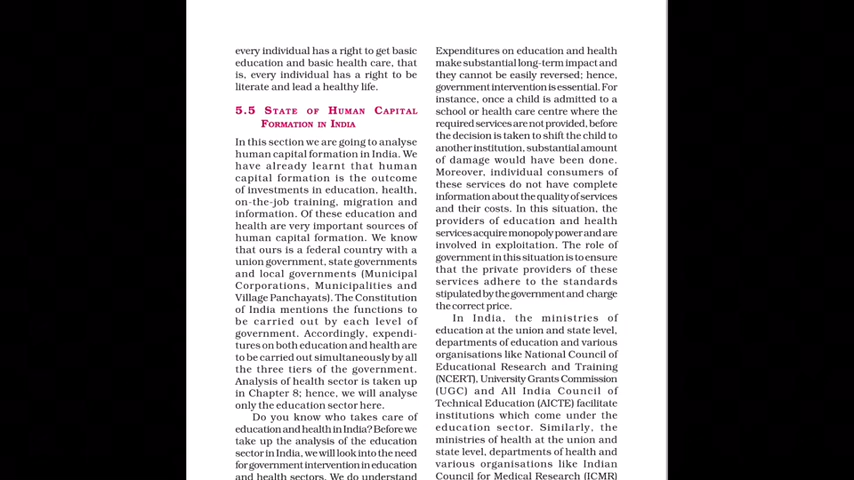 every individual has a right to get basic
education and basic health care, that
is, every individual has a right to be
literate and lead a healthy life.
5.5 STATE OF HUMAN CAPITAL
FORMATION IN INDIA
In this section we are going to analyse
human capital formation in India. We
have already learnt that human
capital formation is the outcome
of investments in education, health,
on-the-job training, migration and
information. Of these education and
health are very important sources of
human capital formation. We know
that ours is a federal country with a
union government, state governments
and local governments (Municipal
Corporations, Municipalities and
Village Panchayats). The Constitution
of India mentions the functions to
be carried out by each level of
government. Accordingly, expendi-
tures on both education and health are
to be carried out simultaneously by all
the three tiers of the government.
Analysis of health sector is taken up
in Chapter 8; hence, we will analyse
only the education sector here.
Do you know who takes care of
education and health in India? Before we
take up the analysis of the education
sector in India, we will look into the need
for government intervention in education
and health sectors. We do understand
Expenditures on education and health
make substantial long-term impact and
they cannot be easily reversed; hence,
government intervention is essential. For
instance, once a child is admitted to a
school or health care centre where the
required services are not provided, before
the decision is taken to shift the child to
another institution, substantial amount
of damage would have been done.
Moreover, individual consumers of
these services do not have complete
information about the quality of services
and their costs. In this situation, the
providers of education and health
services acquire monopoly power and are
involved in exploitation. The role of
government in this situation is to ensure
that the private providers of these
services adhere to the standards
stipulated by the government and charge
the correct price.
In India, the ministries of
education at the union and state level,
departments of education and various
organisations like National Council of
Educational Research and Training
(NCERT), University Grants Commission
(UGC) and All India Council of
Technical Education (AICTE) facilitate
institutions which come under the
education sector. Similarly, the
ministries of health at the union and
state level, departments of health and
various organisations like Indian
Council for Medical Research (ICMR)